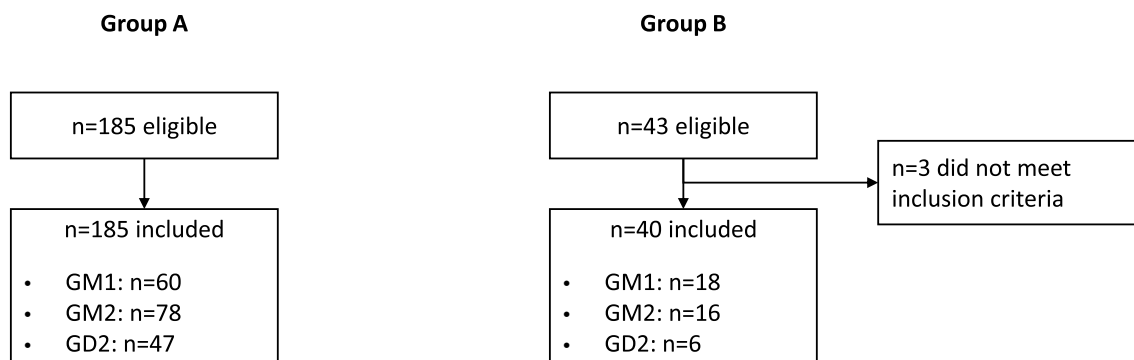 Group A
n=185 eligible
n=185 included
• GM1: n=60
• GM2: n=78
• GD2: n=47
Group B
n=43 eligible
n=3 did not meet
inclusion criteria
n=40 included
• GM1: n=18
• GM2: n=16
• GD2: n=6